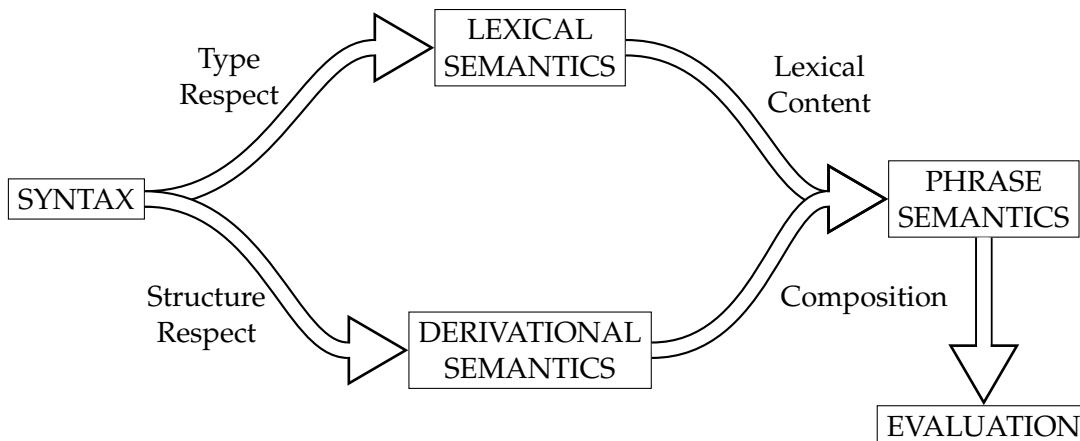 LEXICAL
SEMANTICS
Type
Respect
Lexical
Content
SYNTAX
PHRASE
SEMANTICS
Structure
Respect
Composition
DERIVATIONAL
SEMANTICS
EVALUATION